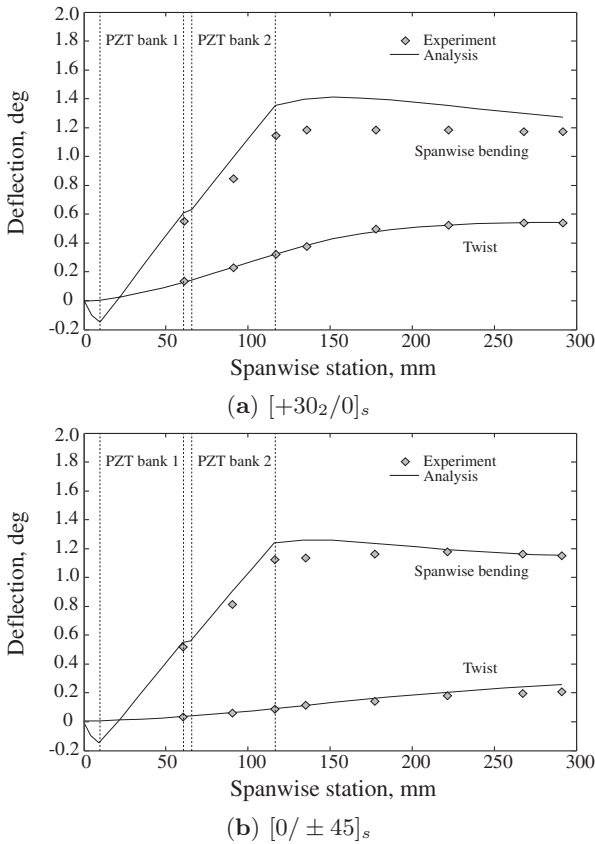 2.0
1.8
1.6
1.4
1.2
1.0
0.8
0.6
0.4
0.2
0
-0.2
Deflection, deg
PZT bank 1
PZT bank 2
Experiment
Analysis
Spanwise bending
Twist
0 50 100 150 200 250 300
Spanwise station, mm
(a) [+30₂/0]ₛ
2.0
1.8
1.6
1.4
1.2
1.0
0.8
0.6
0.4
0.2
0
-0.2
Deflection, deg
PZT bank 1
PZT bank 2
Experiment
Analysis
Spanwise bending
Twist
0 50 100 150 200 250 300
Spanwise station, mm
(b) [0/ ± 45]ₛ